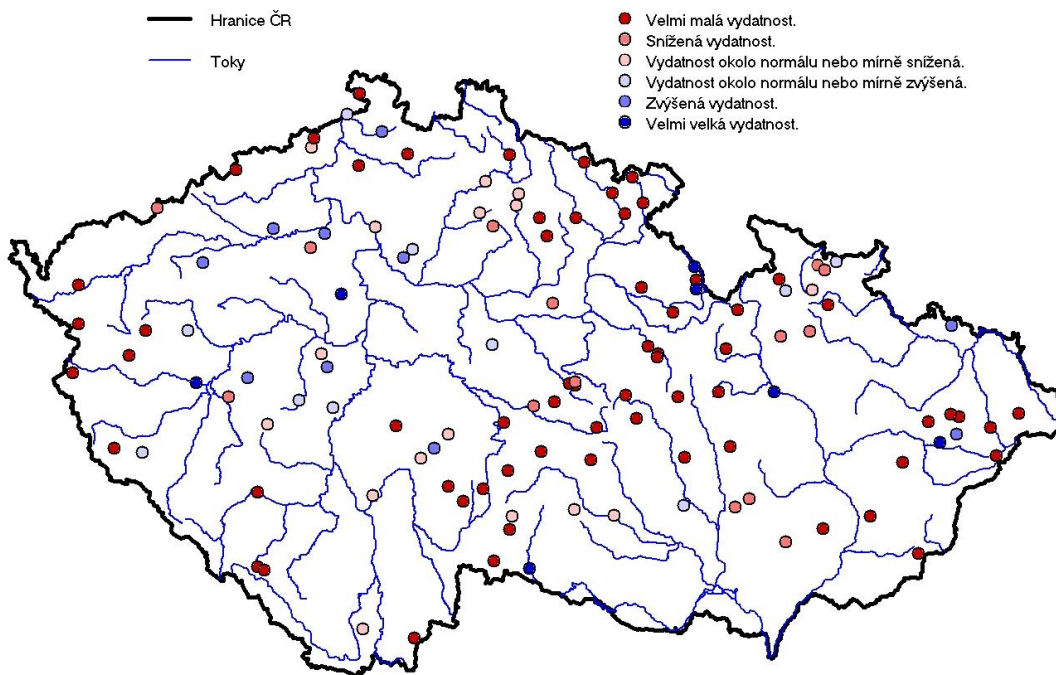 Hranice ČR
Toky
Velmi malá vydatnost.
Snížená vydatnost.
Vydatnost okolo normálu nebo mírně snížená.
Vydatnost okolo normálu nebo mírně zvýšená.
Zvýšená vydatnost.
Velmi velká vydatnost.